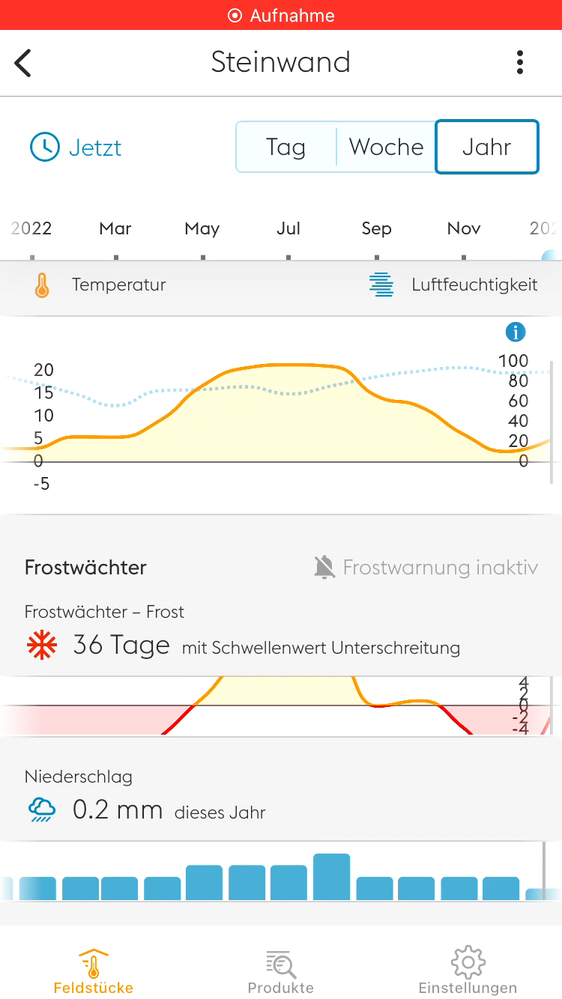 Aufnahme
Steinwand
Jetzt
Tag
Woche
Jahr
2022 Mar May Jul Sep Nov 202
Temperatur
Luftfeuchtigkeit
20
15
10
5
0
-5
100
80
60
40
20
0
Frostwächter
Frostwarnung inaktiv
Frostwächter – Frost
36 Tage mit Schwellenwert Unterschreitung
4
2
0
-2
-4
Niederschlag
0.2 mm dieses Jahr
Feldstücke
Produkte
Einstellungen